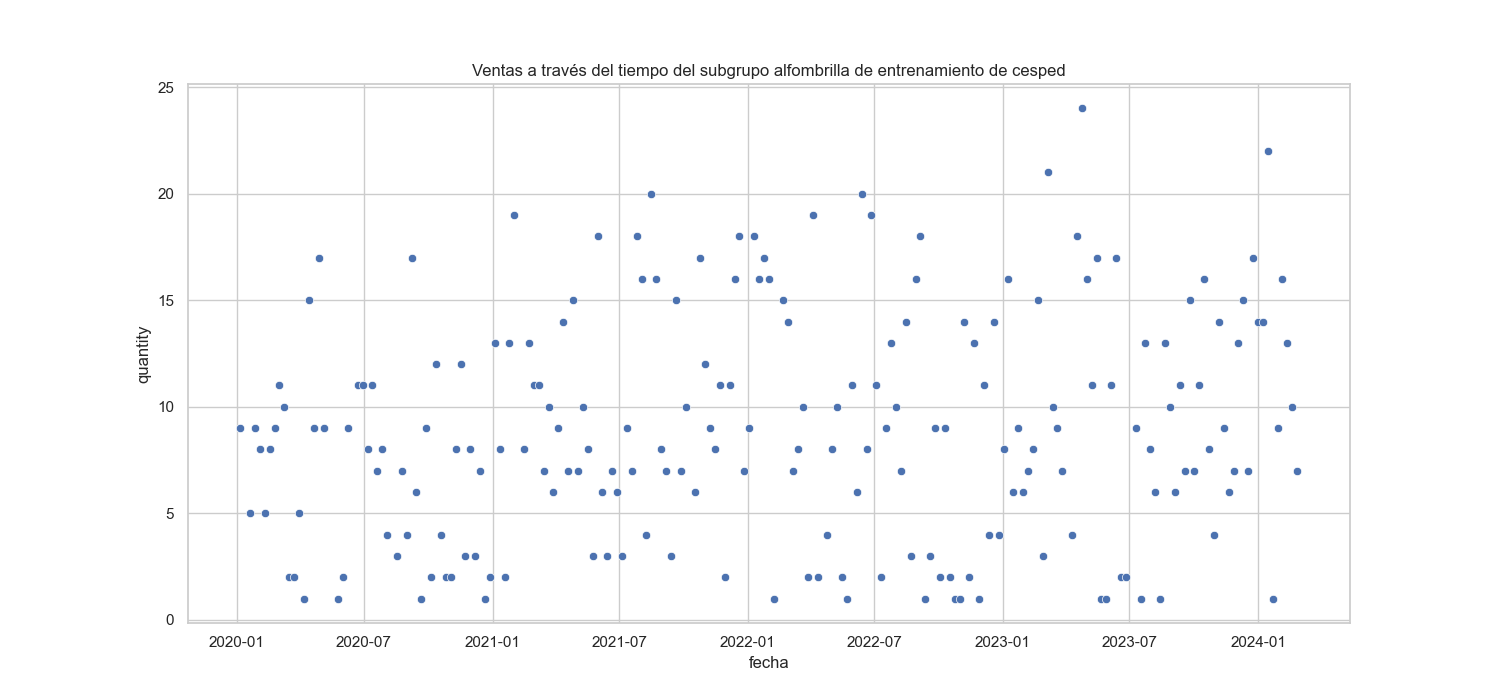 Ventas a través del tiempo del subgrupo alfombrilla de entrenamiento de cesped
25
20
15
10
5
0
quantity
2020-01 2020-07 2021-01 2021-07 2022-01 2022-07 2023-01 2023-07 2024-01
fecha